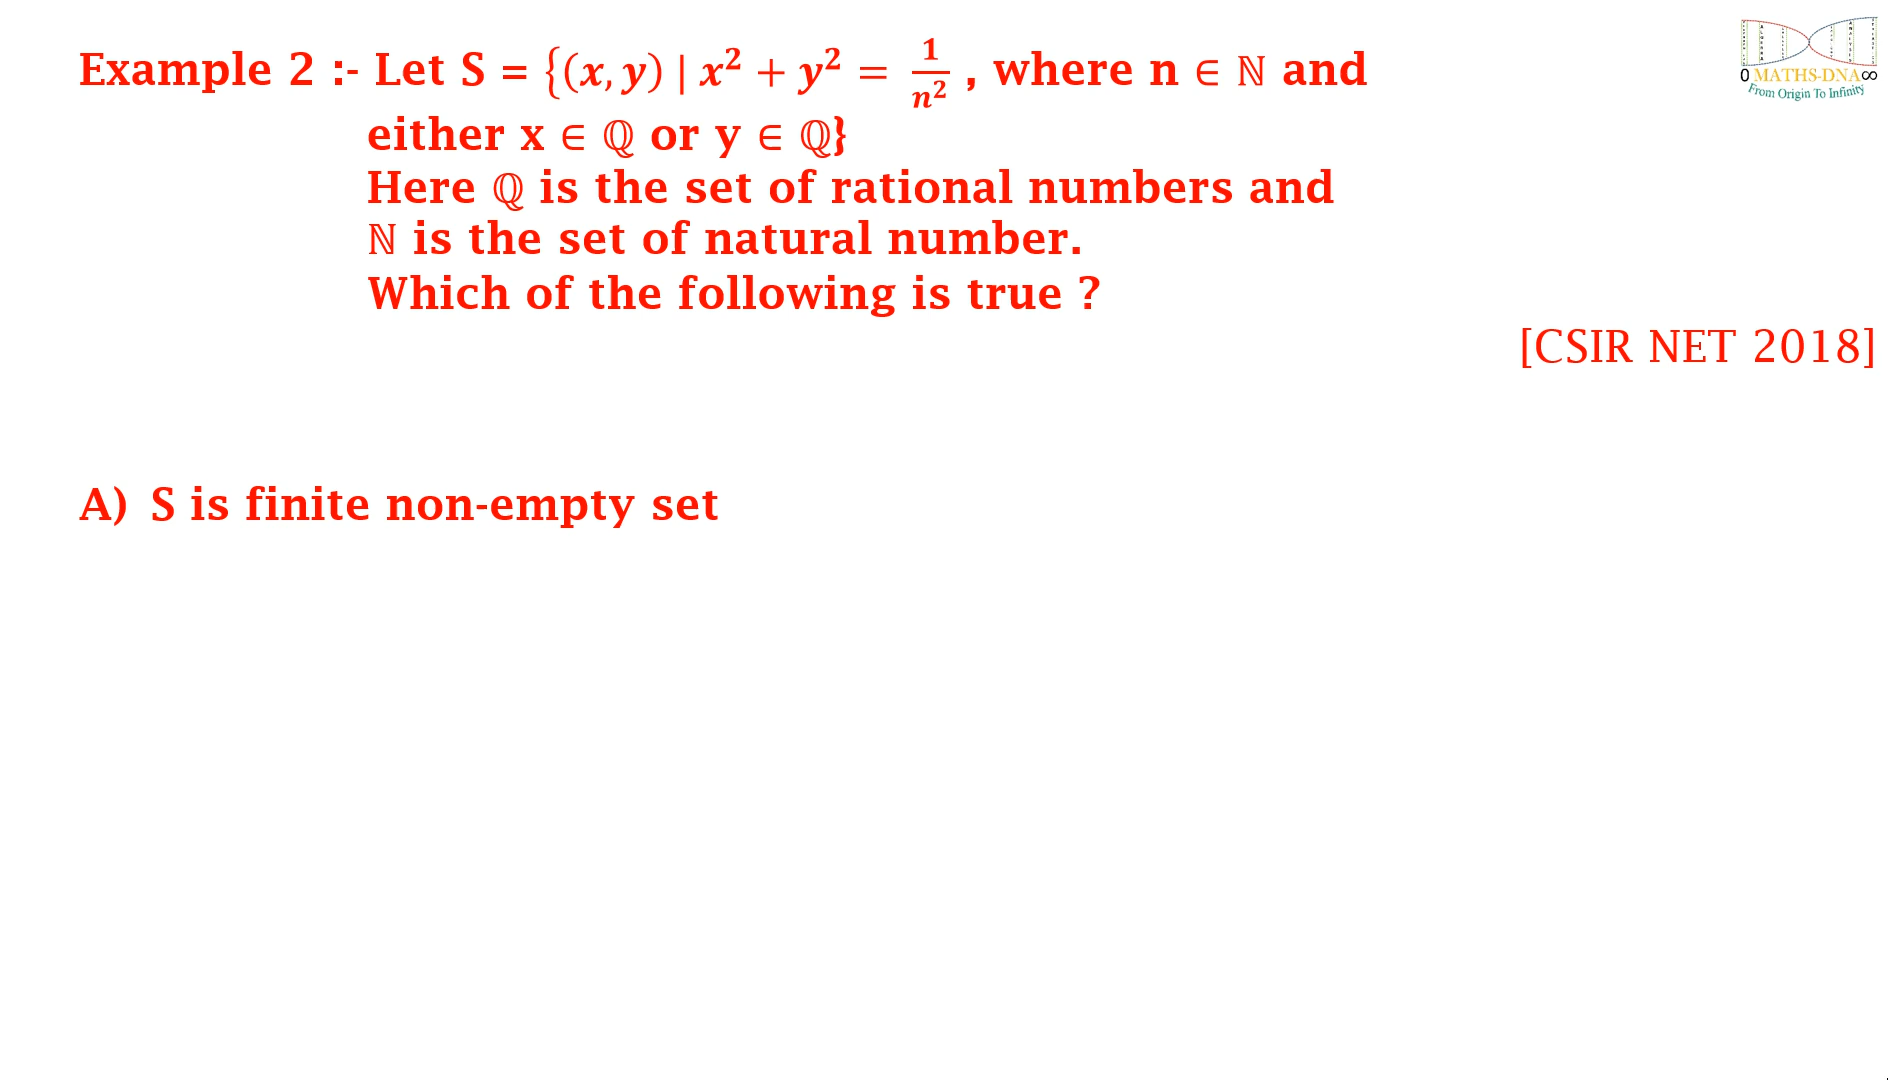 Example 2 :- Let S = {(x, y) | x² + y² = 1/n² , where n ∈ ℕ and
either x ∈ ℚ or y ∈ ℚ}
Here ℚ is the set of rational numbers and
ℕ is the set of natural number.
Which of the following is true ?
[CSIR NET 2018]
A) S is finite non-empty set
0 MATHS-DNA∞
From Origin To Infinity